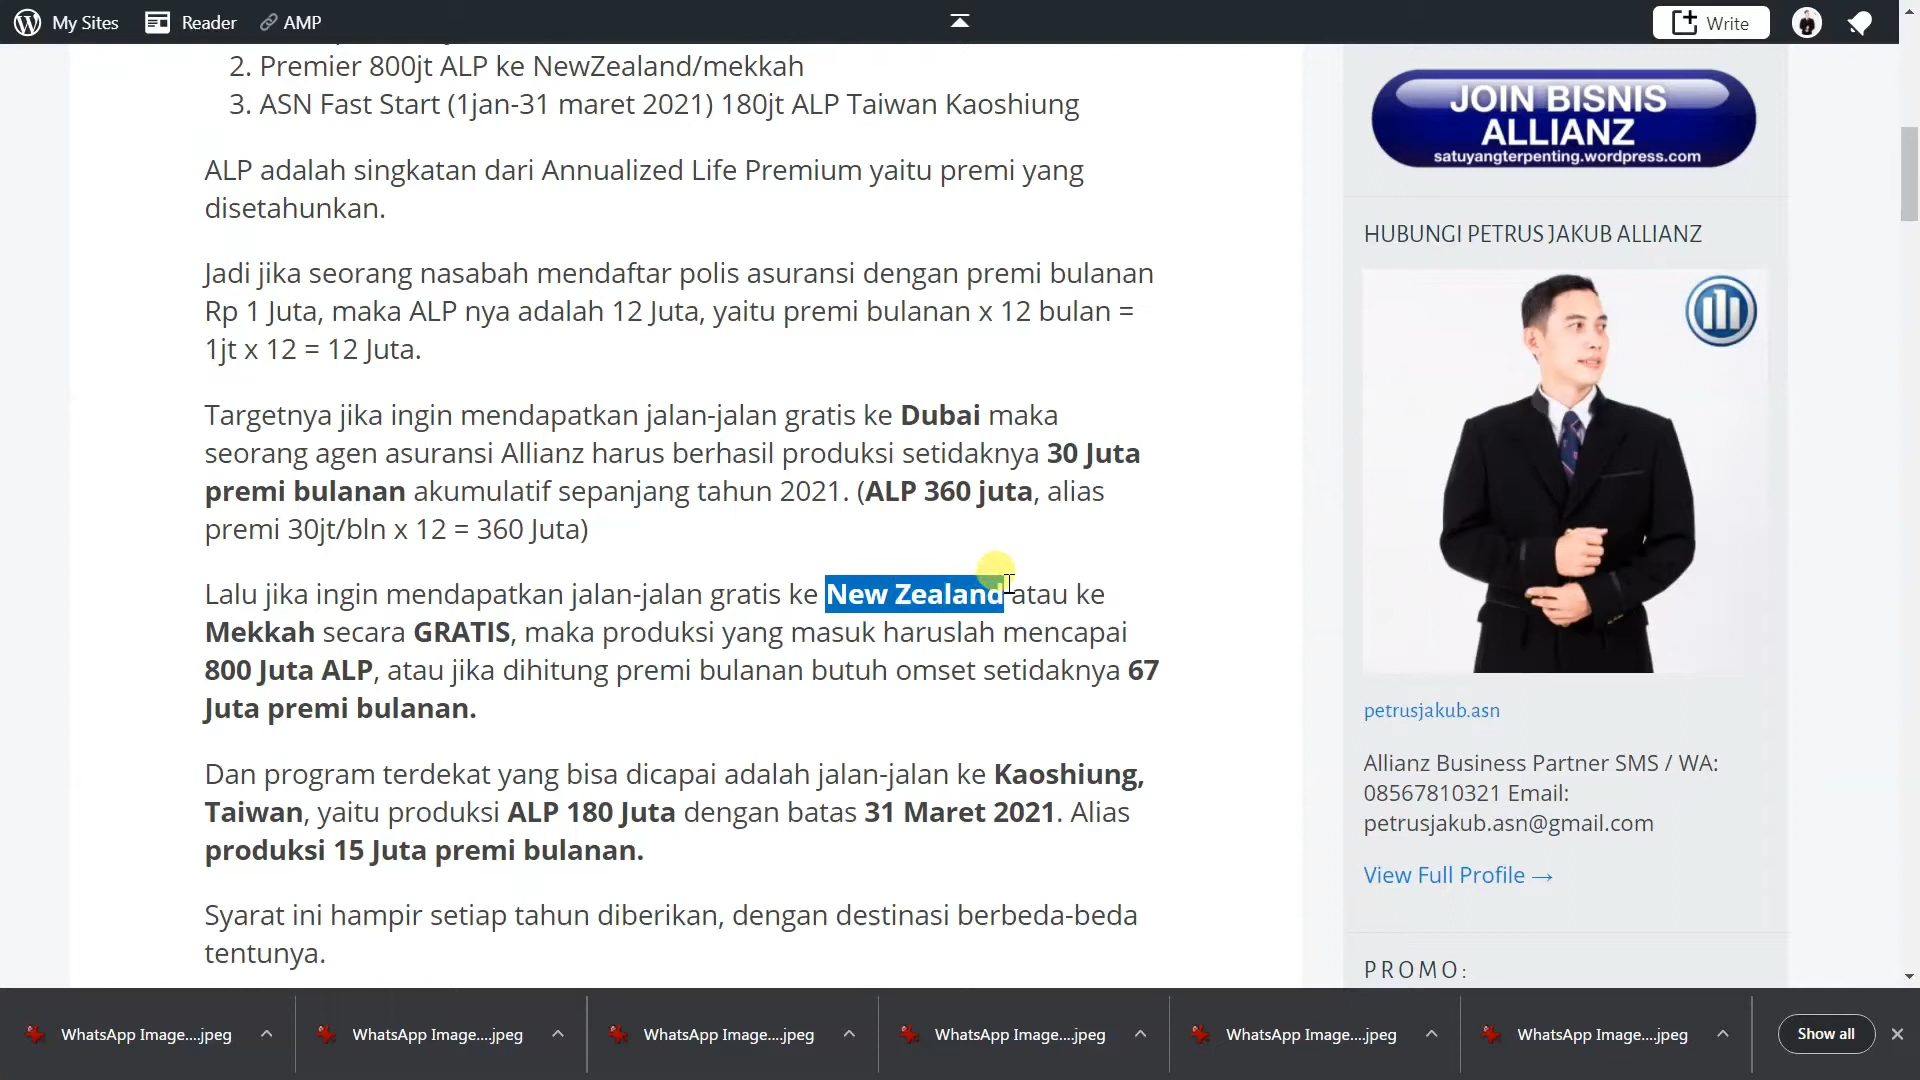 My Sites
Reader
AMP
Write
2. Premier 800jt ALP ke NewZealand/mekkah
3. ASN Fast Start (1jan-31 maret 2021) 180jt ALP Taiwan Kaoshiung
ALP adalah singkatan dari Annualized Life Premium yaitu premi yang
disetahunkan.
Jadi jika seorang nasabah mendaftar polis asuransi dengan premi bulanan
Rp 1 Juta, maka ALP nya adalah 12 Juta, yaitu premi bulanan x 12 bulan =
1jt x 12 = 12 Juta.
Targetnya jika ingin mendapatkan jalan-jalan gratis ke Dubai maka
seorang agen asuransi Allianz harus berhasil produksi setidaknya 30 Juta
premi bulanan akumulatif sepanjang tahun 2021. (ALP 360 juta, alias
premi 30jt/bln x 12 = 360 Juta)
Lalu jika ingin mendapatkan jalan-jalan gratis ke New Zealand atau ke
Mekkah secara GRATIS, maka produksi yang masuk haruslah mencapai
800 Juta ALP, atau jika dihitung premi bulanan butuh omset setidaknya 67
Juta premi bulanan.
Dan program terdekat yang bisa dicapai adalah jalan-jalan ke Kaoshiung,
Taiwan, yaitu produksi ALP 180 Juta dengan batas 31 Maret 2021. Alias
produksi 15 Juta premi bulanan.
Syarat ini hampir setiap tahun diberikan, dengan destinasi berbeda-beda
tentunya.
JOIN BISNIS
ALLIANZ
satuyangterpenting.wordpress.com
HUBUNGI PETRUS JAKUB ALLIANZ
petrusjakub.asn
Allianz Business Partner SMS / WA:
08567810321 Email:
petrusjakub.asn@gmail.com
View Full Profile →
PROMO:
WhatsApp Image....jpeg
WhatsApp Image....jpeg
WhatsApp Image....jpeg
WhatsApp Image....jpeg
WhatsApp Image....jpeg
WhatsApp Image....jpeg
Show all